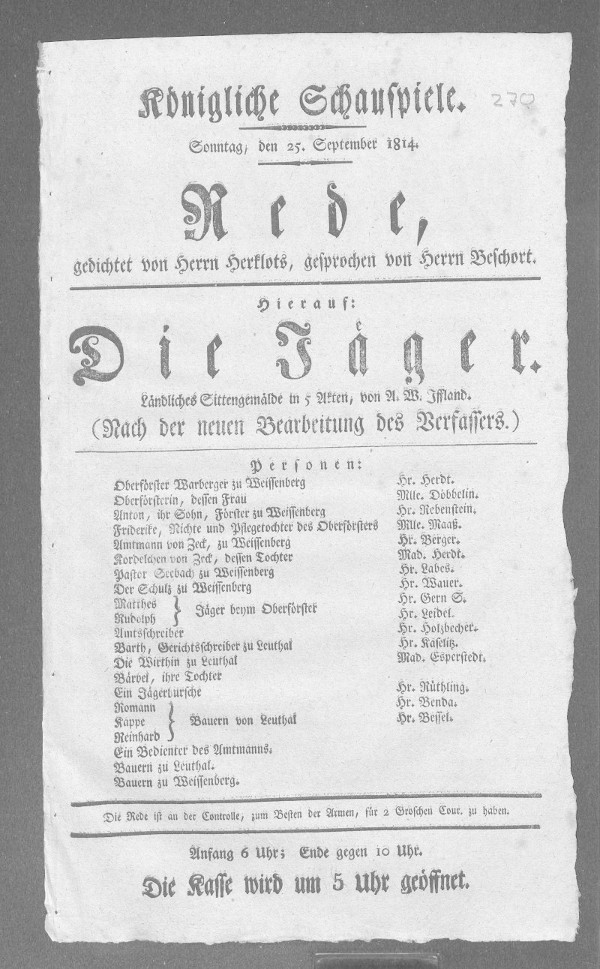 Königliche Schauspiele.
270
Sonntag, den 25. September 1814.
Rede,
gedichtet von Herrn Herklots, gesprochen von Herrn Beschort.
Hierauf:
Die Jäger.
Ländliches Sittengemälde in 5 Akten, von A. W. Iffland.
(Nach der neuen Bearbeitung des Verfassers.)
Personen:
Oberförster Warberger zu Weissenberg Hr. Herdt.
Oberförsterin, dessen Frau Mlle. Döbbelin.
Anton, ihr Sohn, Förster zu Weissenberg Hr. Rebenstein.
Friderike, Nichte und Pflegetochter des Oberförsters Mlle. Maaß.
Amtmann von Zeck, zu Weissenberg Hr. Berger.
Kordelchen von Zeck, dessen Tochter Mad. Herdt.
Pastor Seebach zu Weissenberg Hr. Labes.
Der Schulz zu Weissenberg Hr. Wauer.
Matthes } Jäger beym Oberförster Hr. Gern S.
Rudolph Hr. Leidel.
Amtsschreiber Hr. Holzbecher.
Barth, Gerichtsschreiber zu Leuthal Hr. Kaselitz.
Die Wirthin zu Leuthal Mad. Esperstedt.
Bärbel, ihre Tochter
Ein Jägerbursche Hr. Rüthling.
Romann Hr. Benda.
Kappe } Bauern von Leuthal Hr. Bessel.
Reinhard
Ein Bedienter des Amtmanns.
Bauern zu Leuthal.
Bauern zu Weissenberg.
Die Rede ist an der Controlle, zum Besten der Armen, für 2 Groschen Cour. zu haben.
Anfang 6 Uhr; Ende gegen 10 Uhr.
Die Kasse wird um 5 Uhr geöffnet.